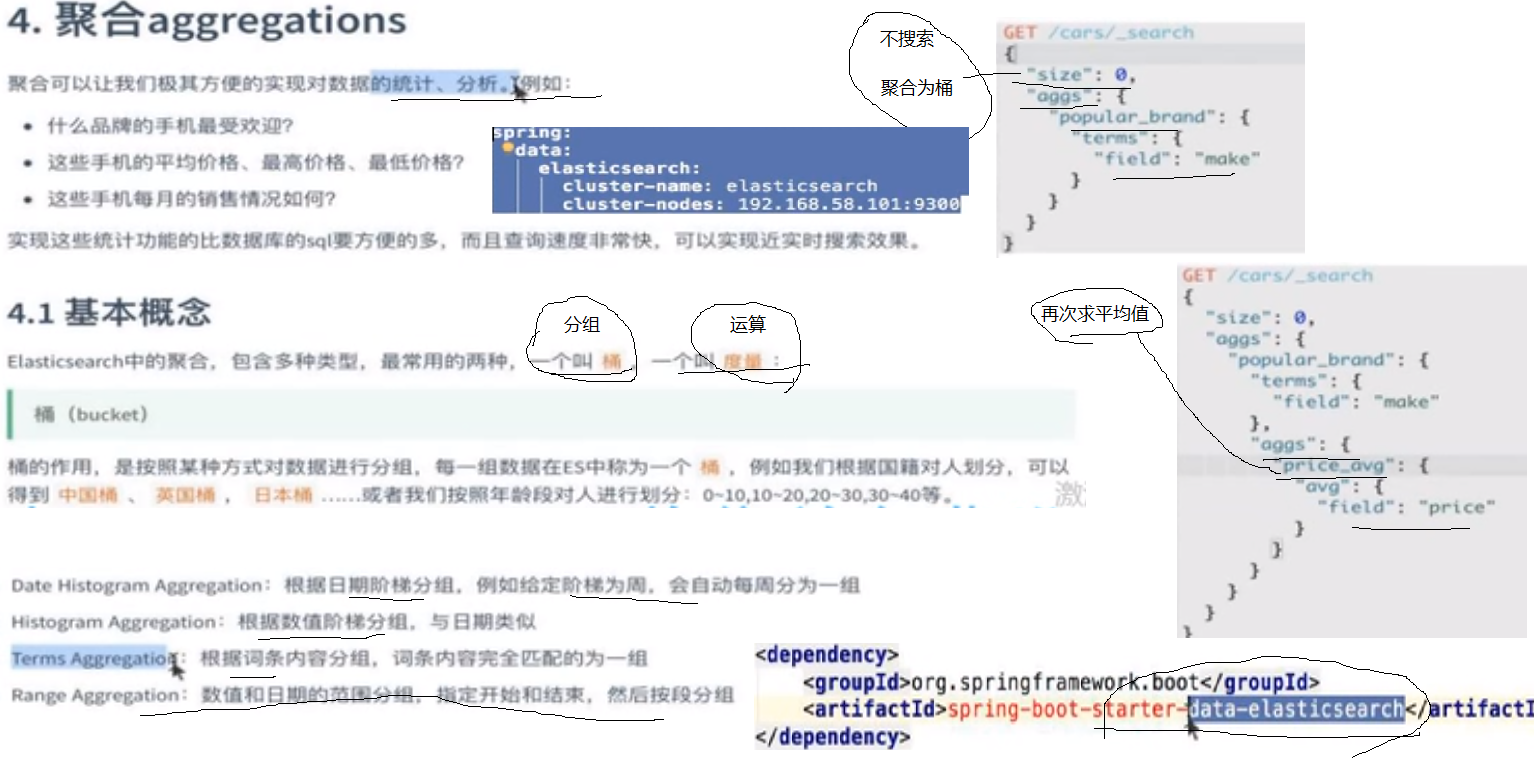 4. 聚合aggregations
聚合可以让我们极其方便的实现对数据的统计、分析。例如：
• 什么品牌的手机最受欢迎？
• 这些手机的平均价格、最高价格、最低价格？
• 这些手机每月的销售情况如何？
实现这些统计功能的比数据库的sql要方便的多，而且查询速度非常快，可以实现近实时搜索效果。
spring:
data:
elasticsearch:
cluster-name: elasticsearch
cluster-nodes: 192.168.58.101:9300
不搜索
聚合为桶
GET /cars/_search
{
"size": 0,
"aggs": {
"popular_brand": {
"terms": {
"field": "make"
}
}
}
}
4.1 基本概念
分组
运算
Elasticsearch中的聚合，包含多种类型，最常用的两种，一个叫 桶，一个叫 度量：
桶（bucket）
桶的作用，是按照某种方式对数据进行分组，每一组数据在ES中称为一个 桶 ，例如我们根据国籍对人划分，可以
得到 中国桶 、 英国桶 ， 日本桶 ……或者我们按照年龄段对人进行划分：0~10,10~20,20~30,30~40等。
激
再次求平均值
GET /cars/_search
{
"size": 0,
"aggs": {
"popular_brand": {
"terms": {
"field": "make"
},
"aggs": {
"price_avg": {
"avg": {
"field": "price"
}
}
}
}
}
}
Date Histogram Aggregation：根据日期阶梯分组，例如给定阶梯为周，会自动每周分为一组
Histogram Aggregation：根据数值阶梯分组，与日期类似
Terms Aggregation：根据词条内容分组，词条内容完全匹配的为一组
Range Aggregation：数值和日期的范围分组，指定开始和结束，然后按段分组
<dependency>
<groupId>org.springframework.boot</groupId>
<artifactId>spring-boot-starter-data-elasticsearch</artifactI
</dependency>